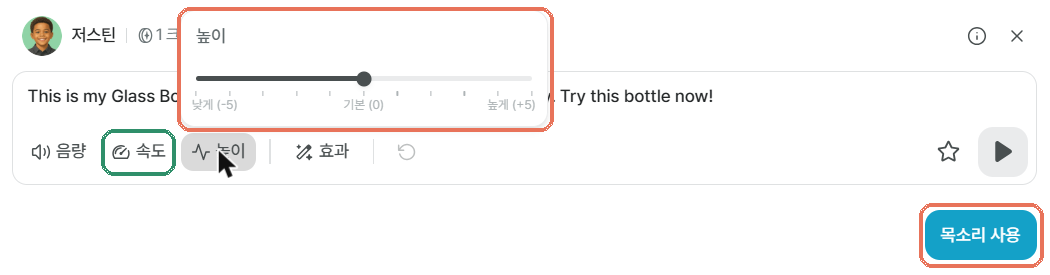 저스틴
1크
높이
낮게 (-5) 기본 (0) 높게 (+5)
This is my Glass Bo
. Try this bottle now!
음량 속도 높이 효과
목소리 사용